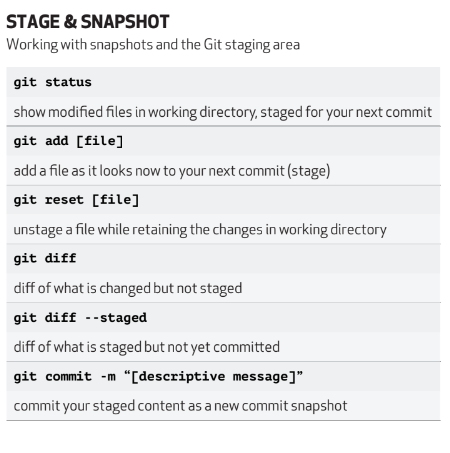 STAGE & SNAPSHOT
Working with snapshots and the Git staging area
git status
show modified files in working directory, staged for your next commit
git add [file]
add a file as it looks now to your next commit (stage)
git reset [file]
unstage a file while retaining the changes in working directory
git diff
diff of what is changed but not staged
git diff --staged
diff of what is staged but not yet committed
git commit -m “[descriptive message]”
commit your staged content as a new commit snapshot